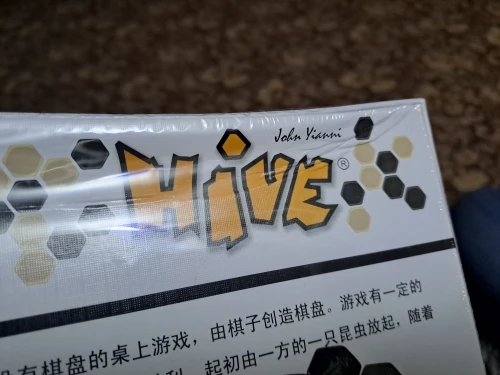 John Yianni
HIVE®
没有棋盘的桌上游戏，由棋子创造棋盘。游戏有一定的
起初由一方的一只昆虫放起，随着